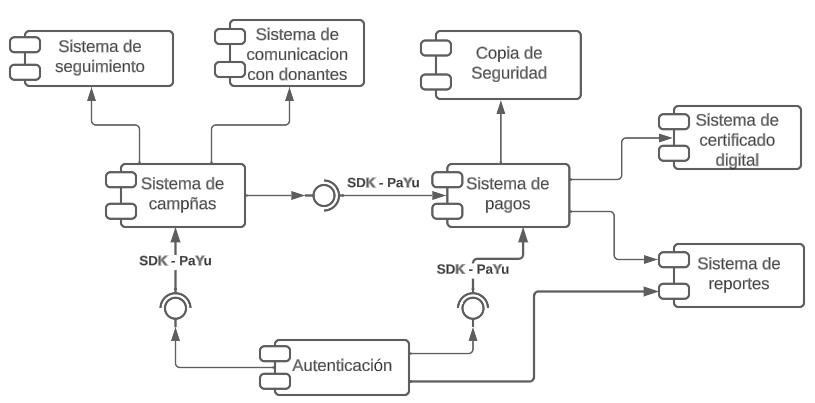 Sistema de
seguimiento
Sistema de
comunicacion
con donantes
Copia de
Seguridad
Sistema de
certificado
digital
Sistema de
campñas
SDK - PaYu
Sistema de
pagos
SDK - PaYu
SDK - PaYu
Sistema de
reportes
Autenticación